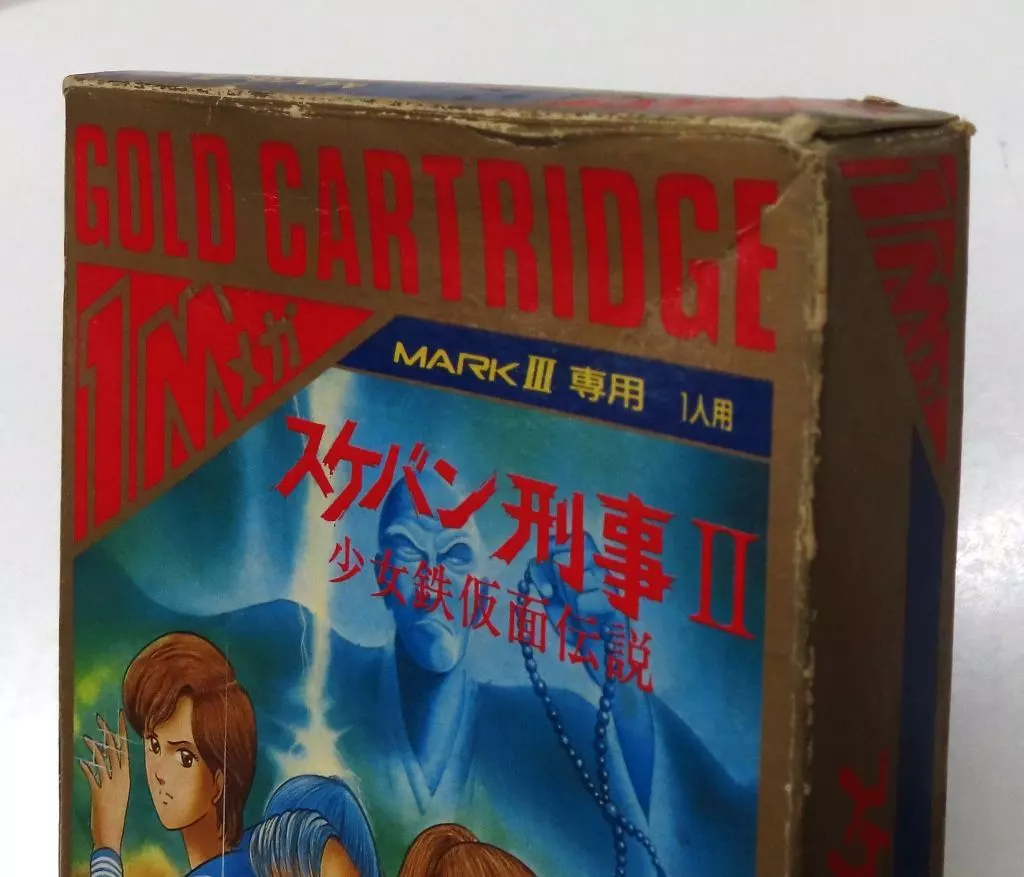 GOLD CARTRIDGE
1Mメガ
MARK III 専用 1人用
スケバン刑事II
少女鉄仮面伝説
1M